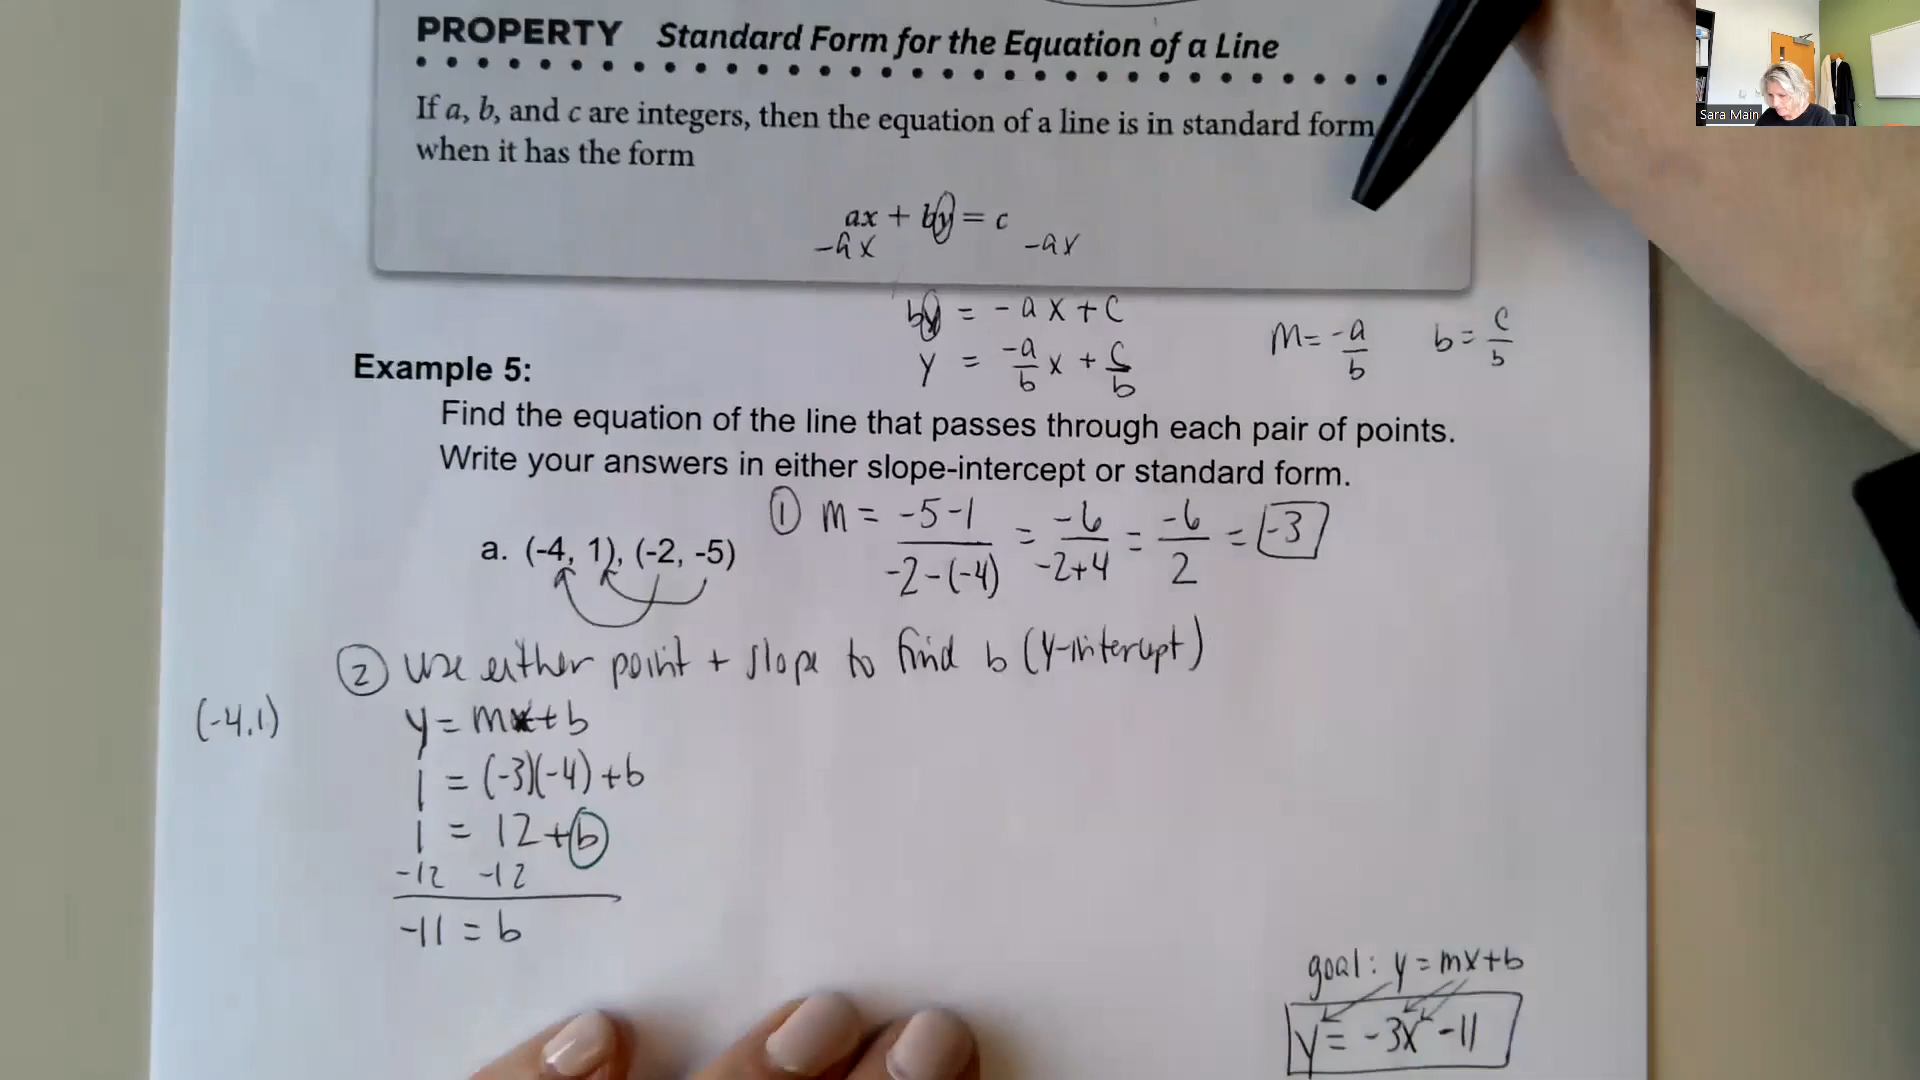 PROPERTY Standard Form for the Equation of a Line
If a, b, and c are integers, then the equation of a line is in standard form
when it has the form
ax + by = c
-ax -ax
by = -ax + c
y = -a/b x + c/b
m = -a/b b = c/b
Example 5:
Find the equation of the line that passes through each pair of points.
Write your answers in either slope-intercept or standard form.
① m = -5-1/-2-(-4) = -6/-2+4 = -6/2 = -3
a. (-4, 1), (-2, -5)
② use either point + slope to find b (y-intercept)
(-4,1)
y = mx+b
1 = (-3)(-4)+b
1 = 12+b
-12 -12
-11 = b
goal: y = mx+b
y = -3x -11
Sara Main